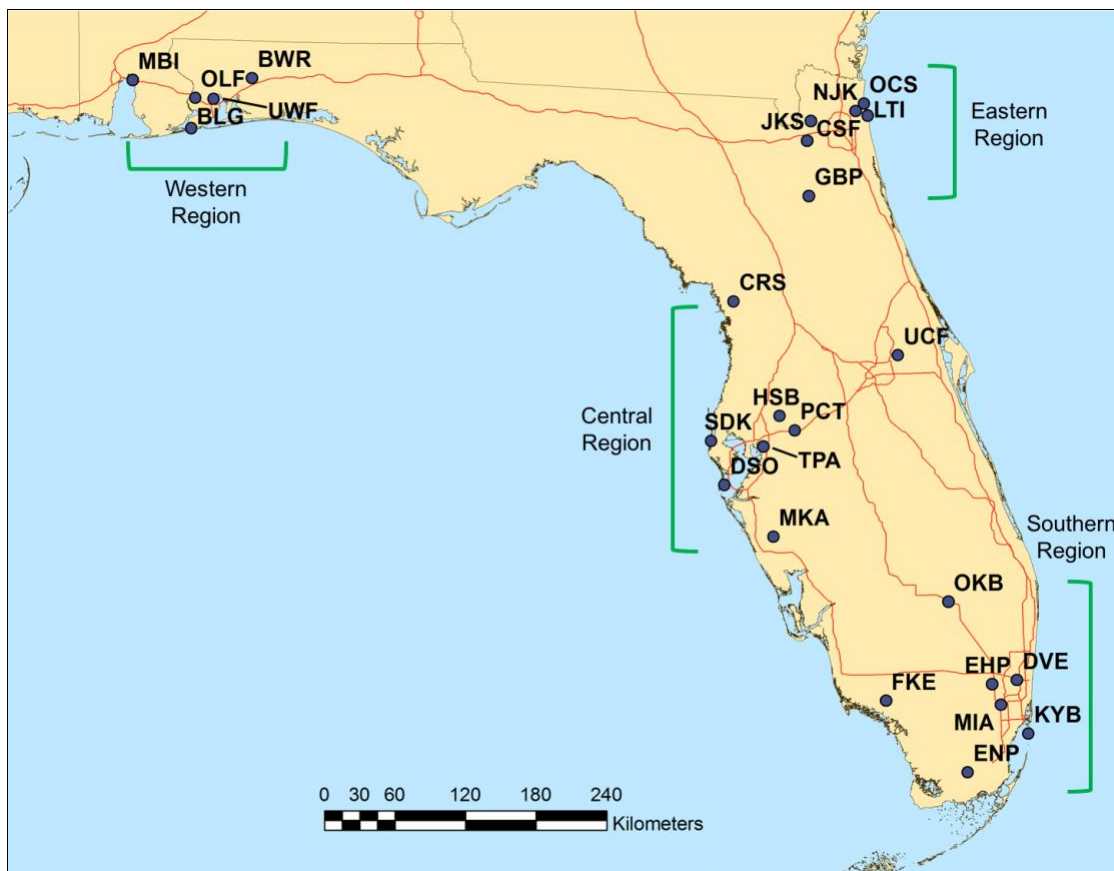 MBI
OLF
BWR
BLG
UWF
Western
Region
NJK
OCS
LTI
JKS
CSF
GBP
Eastern
Region
CRS
UCF
HSB
PCT
SDK
TPA
DSO
MKA
Central
Region
Southern
Region
OKB
EHP
DVE
FKE
MIA
KYB
ENP
0 30 60 120 180 240
Kilometers